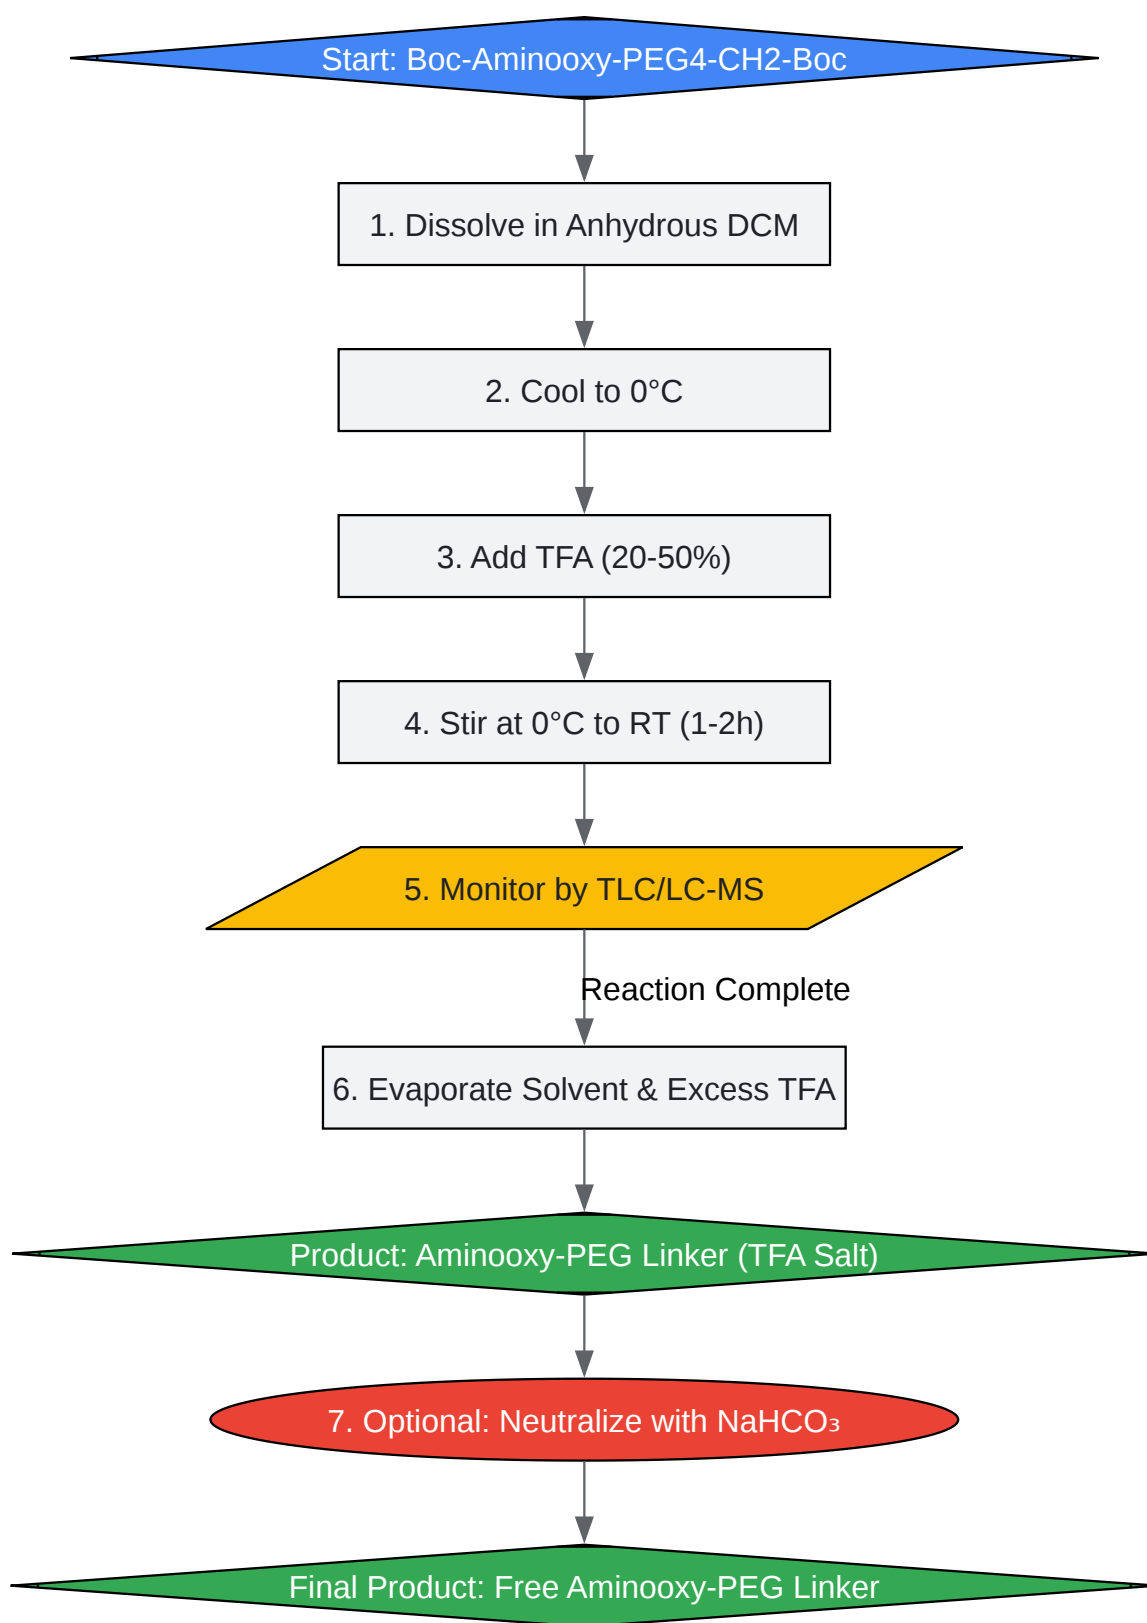 Start: Boc-Aminooxy-PEG4-CH2-Boc
1. Dissolve in Anhydrous DCM
2. Cool to 0°C
3. Add TFA (20-50%)
4. Stir at 0°C to RT (1-2h)
5. Monitor by TLC/LC-MS
Reaction Complete
6. Evaporate Solvent & Excess TFA
Product: Aminooxy-PEG Linker (TFA Salt)
7. Optional: Neutralize with NaHCO₃
Final Product: Free Aminooxy-PEG Linker